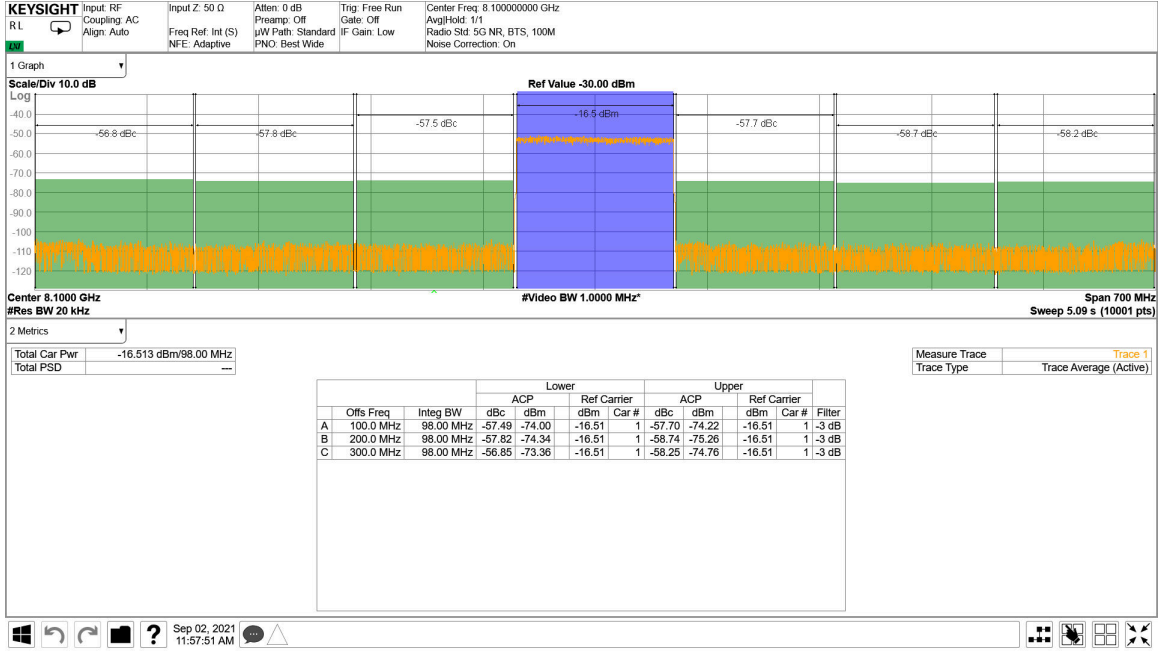 KEYSIGHT Input: RF Input Z: 50 Ω Atten: 0 dB Trig: Free Run Center Freq: 8.100000000 GHz
RL Coupling: AC Preamp: Off Gate: Off Avg|Hold: 1/1
Align: Auto Freq Ref: Int (S) µW Path: Standard IF Gain: Low Radio Std: 5G NR, BTS, 100M
LXI NFE: Adaptive PNO: Best Wide Noise Correction: On
1 Graph
Scale/Div 10.0 dB Ref Value -30.00 dBm
Log
-40.0
-50.0
-60.0
-70.0
-80.0
-90.0
-100
-110
-120
-56.8 dBc -57.8 dBc -57.5 dBc -16.5 dBm -57.7 dBc -58.7 dBc -58.2 dBc
Center 8.1000 GHz #Video BW 1.0000 MHz* Span 700 MHz
#Res BW 20 kHz Sweep 5.09 s (10001 pts)
2 Metrics
Total Car Pwr -16.513 dBm/98.00 MHz Measure Trace Trace 1
Total PSD --- Trace Type Trace Average (Active)
Lower Upper
ACP Ref Carrier ACP Ref Carrier
Offs Freq Integ BW dBc dBm dBm Car # dBc dBm dBm Car # Filter
A 100.0 MHz 98.00 MHz -57.49 -74.00 -16.51 1 -57.70 -74.22 -16.51 1 -3 dB
B 200.0 MHz 98.00 MHz -57.82 -74.34 -16.51 1 -58.74 -75.26 -16.51 1 -3 dB
C 300.0 MHz 98.00 MHz -56.85 -73.36 -16.51 1 -58.25 -74.76 -16.51 1 -3 dB
? Sep 02, 2021
11:57:51 AM